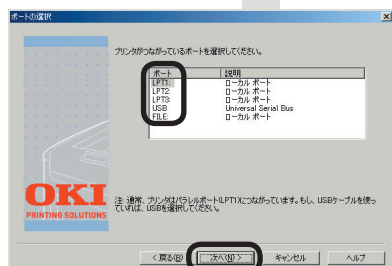 ポートの選択
プリンタがつながっているポートを選択してください。
ポート 説明
LPT1: ローカル ポート
LPT2: ローカル ポート
LPT3: ローカル ポート
USB Universal Serial Bus
FILE: ローカル ポート
OKI
PRINTING SOLUTIONS
注: 通常、プリンタはパラレルポート(LPT1)につながっています。もし、USBケーブルを使っ
ていれば、USBを選択してください。
< 戻る(B) 次へ(N) > キャンセル ヘルプ